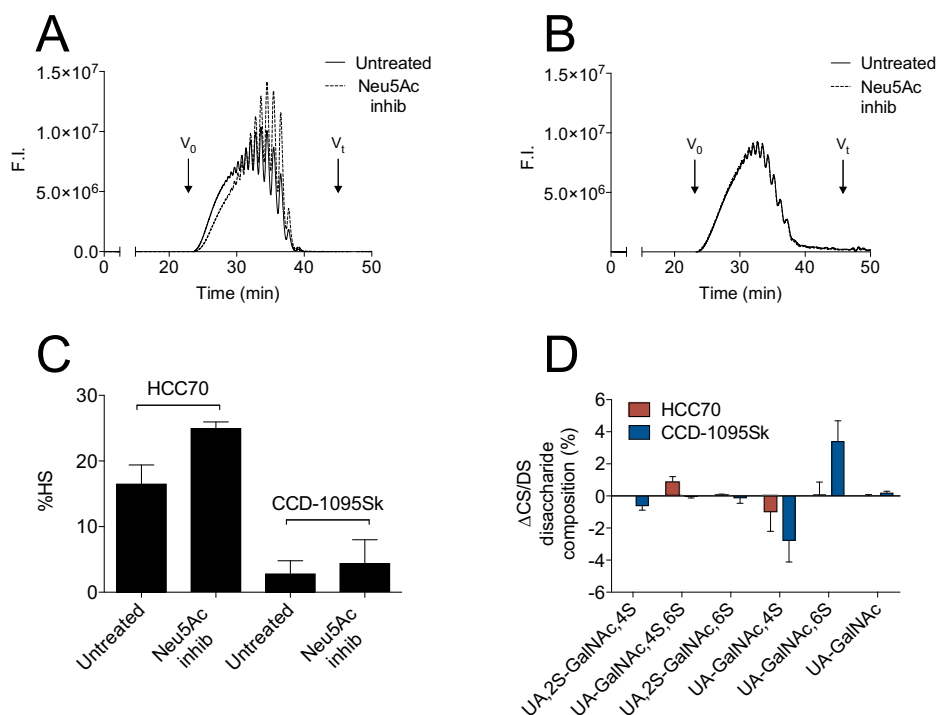 A
Untreated
Neu5Ac
inhib
1.5×10⁷
1.0×10⁷
5.0×10⁶
0.0
F.I.
V₀
Vₜ
0
20
30
40
50
Time (min)
B
Untreated
Neu5Ac
inhib
1.5×10⁷
1.0×10⁷
5.0×10⁶
F.I.
V₀
Vₜ
0
20
30
40
50
Time (min)
C
30
20
10
0
%HS
HCC70
CCD-1095Sk
Untreated
Neu5Ac
inhib
Untreated
Neu5Ac
inhib
D
6
4
2
0
-2
-4
-6
ΔCS/DS
disaccharide
composition (%)
HCC70
CCD-1095Sk
UA,2S-GalNAc,4S
UA-GalNAc,4S,6S
UA,2S-GalNAc,6S
UA-GalNAc,4S
UA-GalNAc,6S
UA-GalNAc